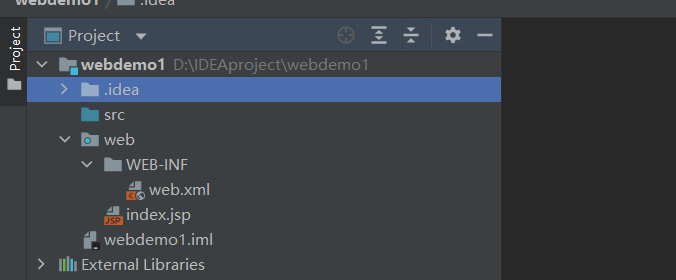 webdemo1 .idea
Project
Project
webdemo1 D:\IDEAproject\webdemo1
.idea
src
web
WEB-INF
web.xml
JSP index.jsp
webdemo1.iml
External Libraries